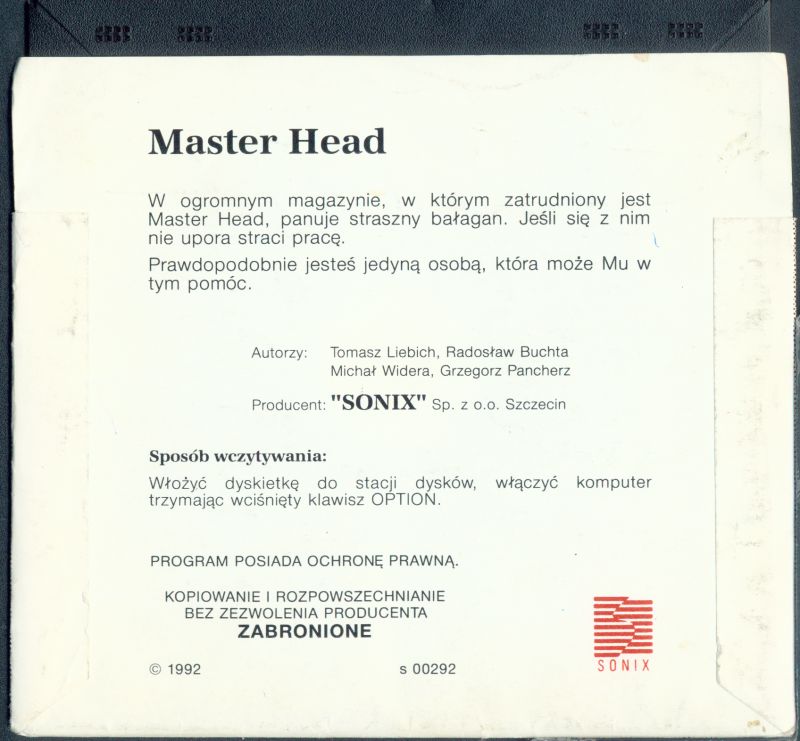 Master Head
W ogromnym magazynie, w którym zatrudniony jest
Master Head, panuje straszny bałagan. Jeśli się z nim
nie upora straci pracę.
Prawdopodobnie jesteś jedyną osobą, która może Mu w
tym pomóc.
Autorzy: Tomasz Liebich, Radosław Buchta
Michał Widera, Grzegorz Pancherz
Producent: "SONIX" Sp. z o.o. Szczecin
Sposób wczytywania:
Włożyć dyskietkę do stacji dysków, włączyć komputer
trzymając wciśnięty klawisz OPTION.
PROGRAM POSIADA OCHRONĘ PRAWNĄ.
KOPIOWANIE I ROZPOWSZECHNIANIE
BEZ ZEZWOLENIA PRODUCENTA
ZABRONIONE
© 1992 s 00292
SONIX